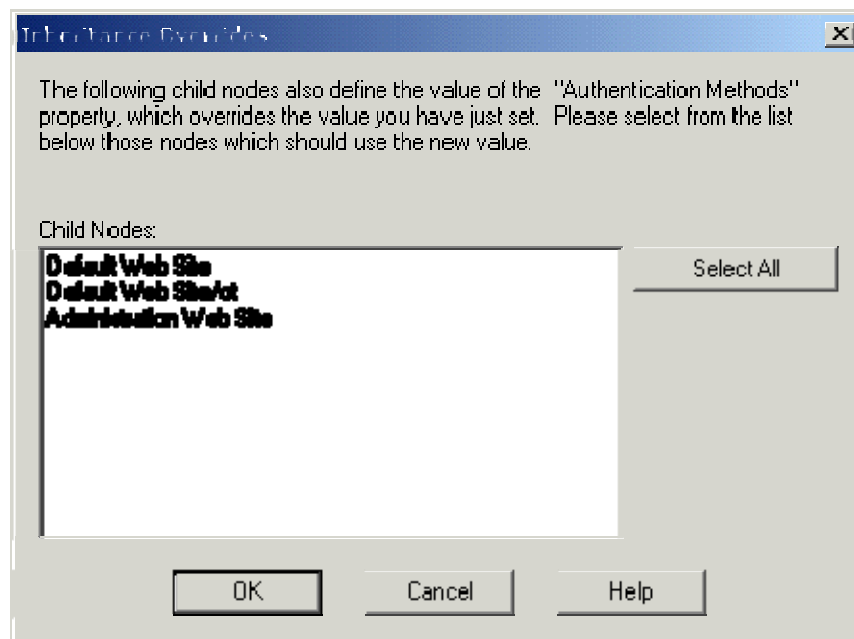 Inheritance Overrides
The following child nodes also define the value of the "Authentication Methods"
property, which overrides the value you have just set. Please select from the list
below those nodes which should use the new value.
Child Nodes:
Default Web Site
Select All
Default Web Site/ct
Administration Web Site
OK Cancel Help